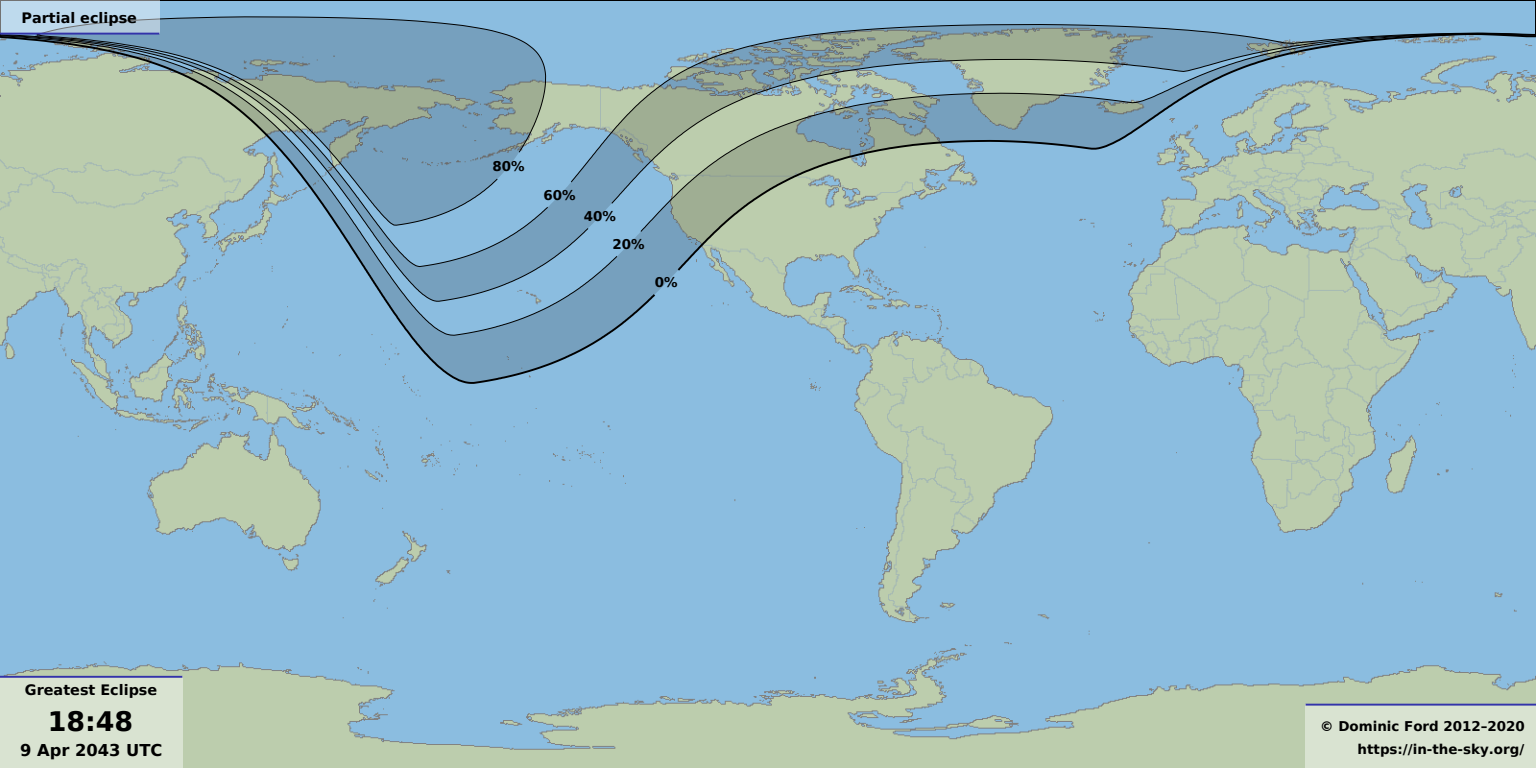 Partial eclipse
80%
60%
40%
20%
0%
Greatest Eclipse
18:48
9 Apr 2043 UTC
© Dominic Ford 2012–2020
https://in-the-sky.org/